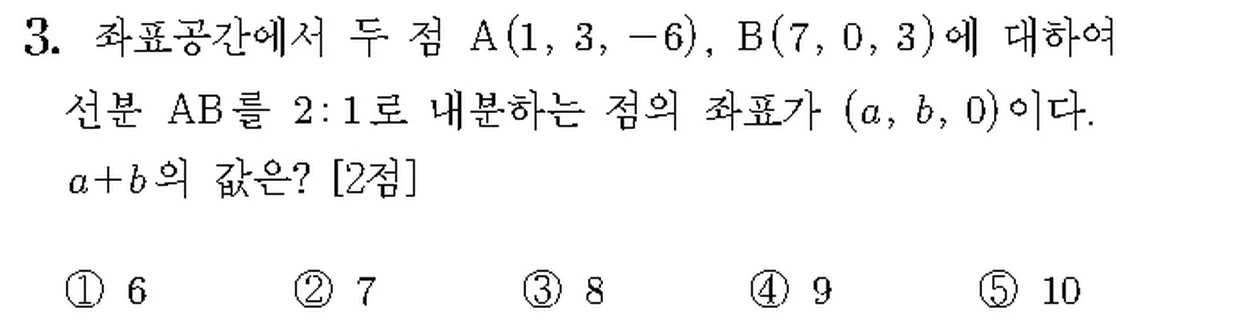 3. 좌표공간에서 두 점 A(1, 3, −6), B(7, 0, 3)에 대하여
선분 AB를 2:1로 내분하는 점의 좌표가 (a, b, 0)이다.
a+b의 값은? [2점]
① 6 ② 7 ③ 8 ④ 9 ⑤ 10